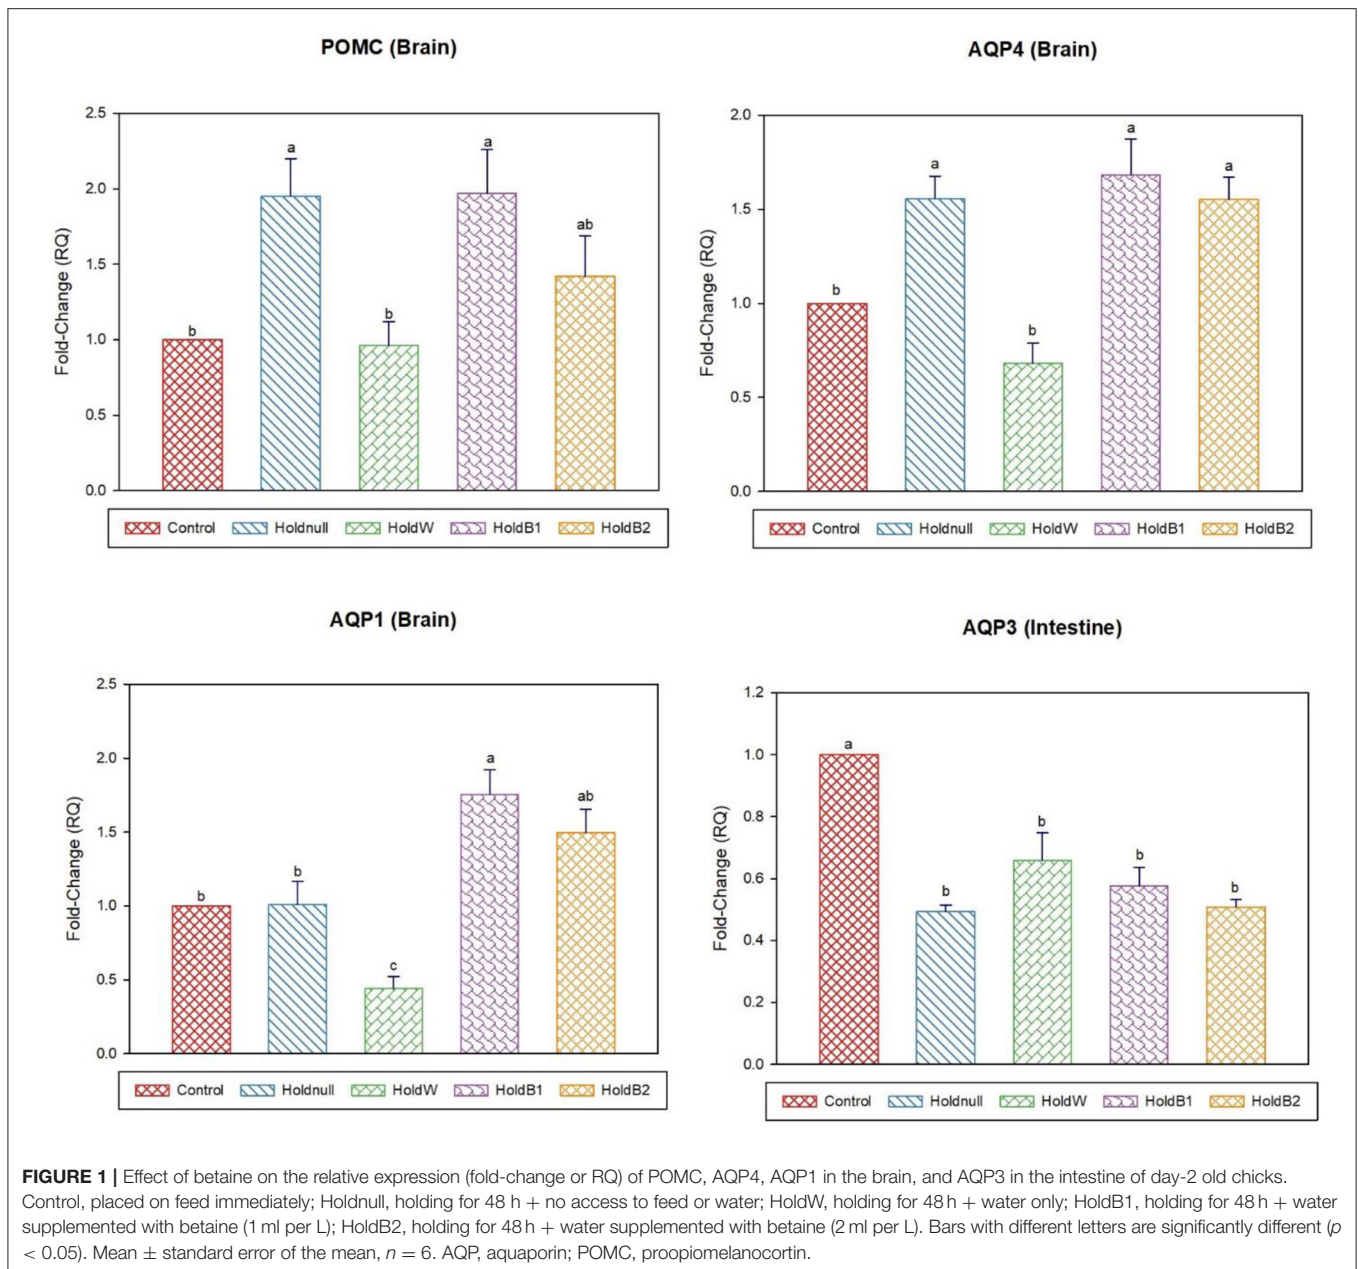 POMC (Brain)
2.5
2.0
1.5
1.0
0.5
0.0
Fold-Change (RQ)
b
a
b
a
ab
Control Holdnull HoldW HoldB1 HoldB2
AQP4 (Brain)
2.0
1.5
1.0
0.5
0.0
Fold-Change (RQ)
b
a
b
a
a
Control Holdnull HoldW HoldB1 HoldB2
AQP1 (Brain)
2.5
2.0
1.5
1.0
0.5
0.0
Fold-Change (RQ)
b
b
c
a
ab
Control Holdnull HoldW HoldB1 HoldB2
AQP3 (Intestine)
1.2
1.0
0.8
0.6
0.4
0.2
0.0
Fold-Change (RQ)
a
b
b
b
b
Control Holdnull HoldW HoldB1 HoldB2
FIGURE 1 | Effect of betaine on the relative expression (fold-change or RQ) of POMC, AQP4, AQP1 in the brain, and AQP3 in the intestine of day-2 old chicks.
Control, placed on feed immediately; Holdnull, holding for 48 h + no access to feed or water; HoldW, holding for 48 h + water only; HoldB1, holding for 48 h + water
supplemented with betaine (1 ml per L); HoldB2, holding for 48 h + water supplemented with betaine (2 ml per L). Bars with different letters are significantly different (p
< 0.05). Mean ± standard error of the mean, n = 6. AQP, aquaporin; POMC, proopiomelanocortin.